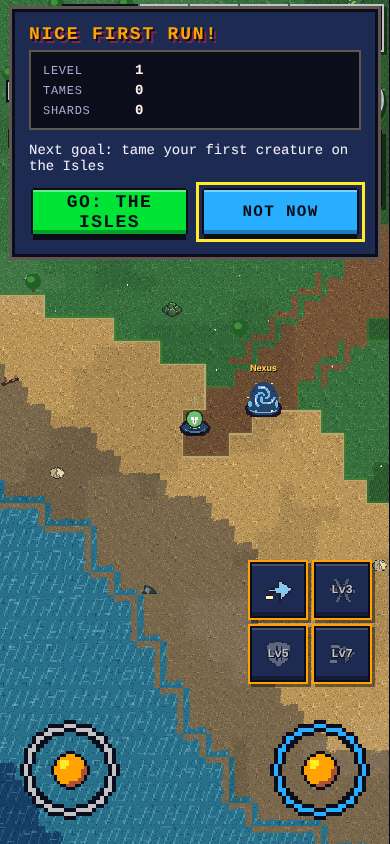 NICE FIRST RUN!
LEVEL 1
TAMES 0
SHARDS 0
Next goal: tame your first creature on
the Isles
GO: THE
ISLES
NOT NOW
Nexus
Lv3
Lv5
Lv7